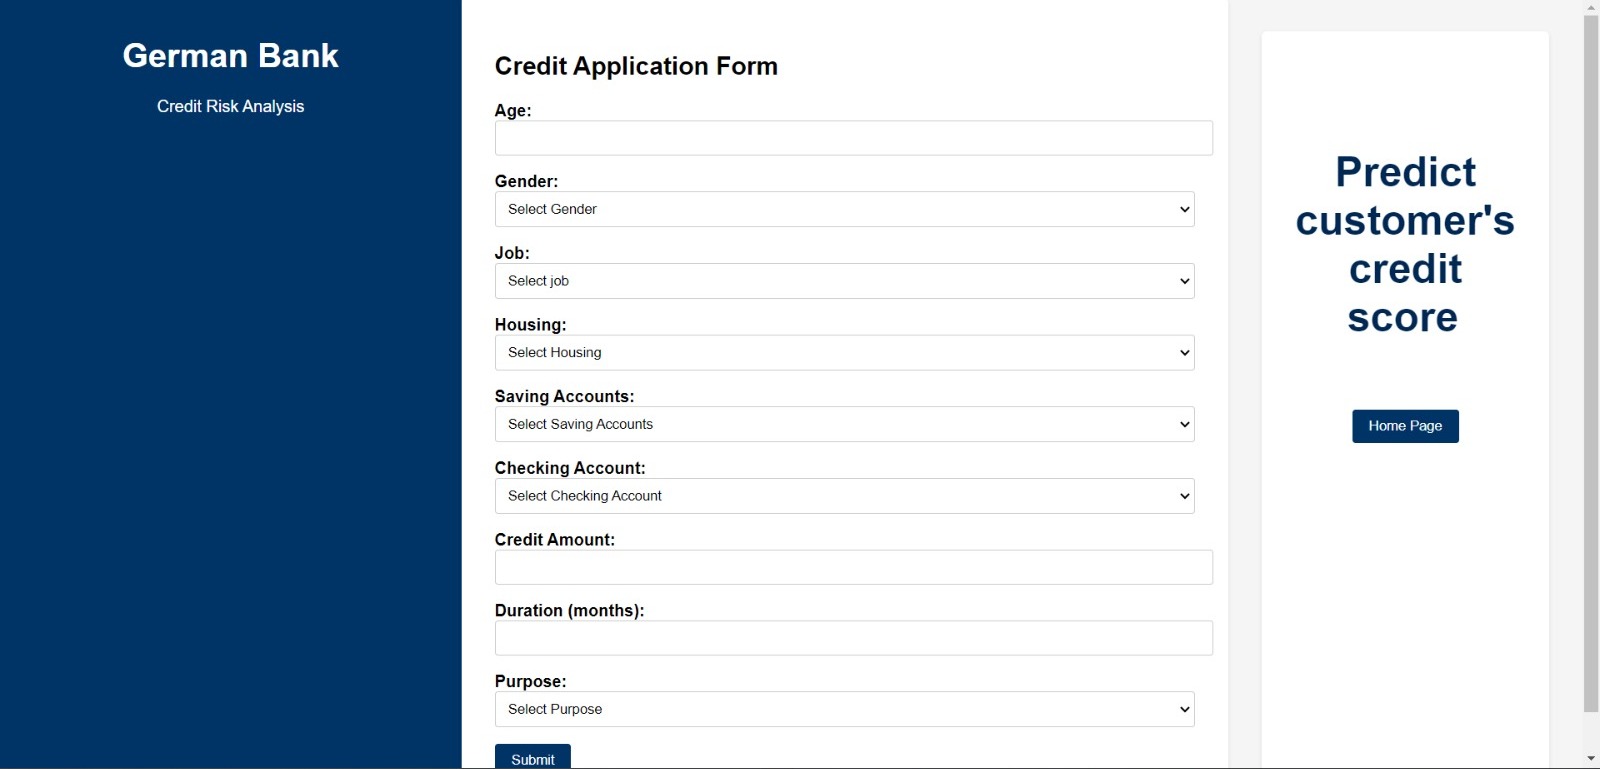 German Bank
Credit Risk Analysis
Credit Application Form
Age:
Gender:
Select Gender
Job:
Select job
Housing:
Select Housing
Saving Accounts:
Select Saving Accounts
Checking Account:
Select Checking Account
Credit Amount:
Duration (months):
Purpose:
Select Purpose
Submit
Predict
customer's
credit
score
Home Page